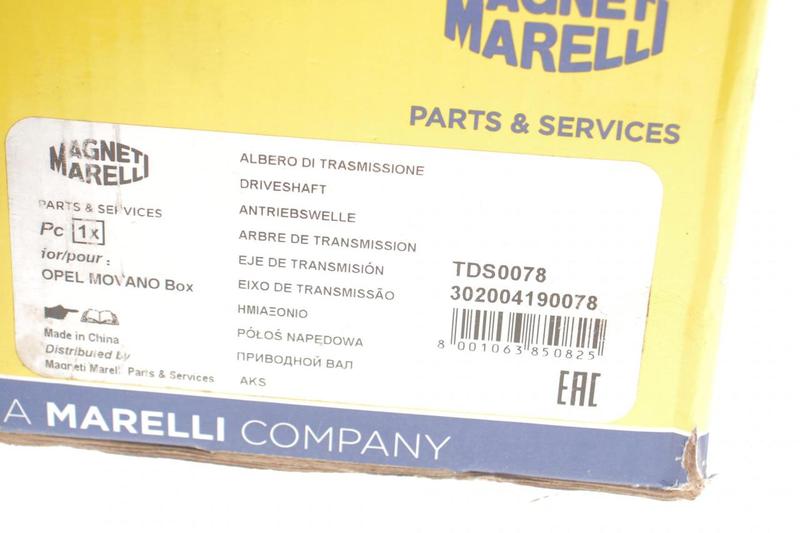 MAGNETI
MARELLI
PARTS & SERVICES
MAGNETI
MARELLI
PARTS & SERVICES
Pc 1x
for/pour :
OPEL MOVANO Box
Made in China
Distributed by
Magneti Marelli Parts & Services
ALBERO DI TRASMISSIONE
DRIVESHAFT
ANTRIEBSWELLE
ARBRE DE TRANSMISSION
EJE DE TRANSMISIÓN
EIXO DE TRANSMISSÃO
ΗΜΙΑΞΟΝΙΟ
PÓŁOŚ NAPĘDOWA
ПРИВОДНОЙ ВАЛ
AKS
TDS0078
302004190078
8 001063 850825
EAC
A MARELLI COMPANY